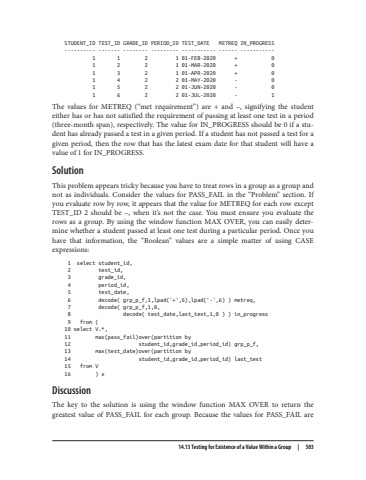 STUDENT_ID TEST_ID GRADE_ID PERIOD_ID TEST_DATE METREQ IN_PROGRESS
---------- ------- -------- --------- ----------- ------ -----------
1 1 2 1 01-FEB-2020 + 0
1 2 2 1 01-MAR-2020 + 0
1 3 2 1 01-APR-2020 + 0
1 4 2 2 01-MAY-2020 - 0
1 5 2 2 01-JUN-2020 - 0
1 6 2 2 01-JUL-2020 - 1
The values for METREQ ("met requirement") are + and –, signifying the student
either has or has not satisfied the requirement of passing at least one test in a period
(three-month span), respectively. The value for IN_PROGRESS should be 0 if a stu-
dent has already passed a test in a given period. If a student has not passed a test for a
given period, then the row that has the latest exam date for that student will have a
value of 1 for IN_PROGRESS.
Solution
This problem appears tricky because you have to treat rows in a group as a group and
not as individuals. Consider the values for PASS_FAIL in the "Problem" section. If
you evaluate row by row, it appears that the value for METREQ for each row except
TEST_ID 2 should be –, when it's not the case. You must ensure you evaluate the
rows as a group. By using the window function MAX OVER, you can easily deter-
mine whether a student passed at least one test during a particular period. Once you
have that information, the "Boolean" values are a simple matter of using CASE
expressions:
1 select student_id,
2 test_id,
3 grade_id,
4 period_id,
5 test_date,
6 decode( grp_p_f,1,lpad('+',6),lpad('-',6) ) metreq,
7 decode( grp_p_f,1,0,
8 decode( test_date,last_test,1,0 ) ) in_progress
9 from (
10 select V.*,
11 max(pass_fail)over(partition by
12 student_id,grade_id,period_id) grp_p_f,
13 max(test_date)over(partition by
14 student_id,grade_id,period_id) last_test
15 from V
16 ) x
Discussion
The key to the solution is using the window function MAX OVER to return the
greatest value of PASS_FAIL for each group. Because the values for PASS_FAIL are
14.13 Testing for Existence of a Value Within a Group | 503